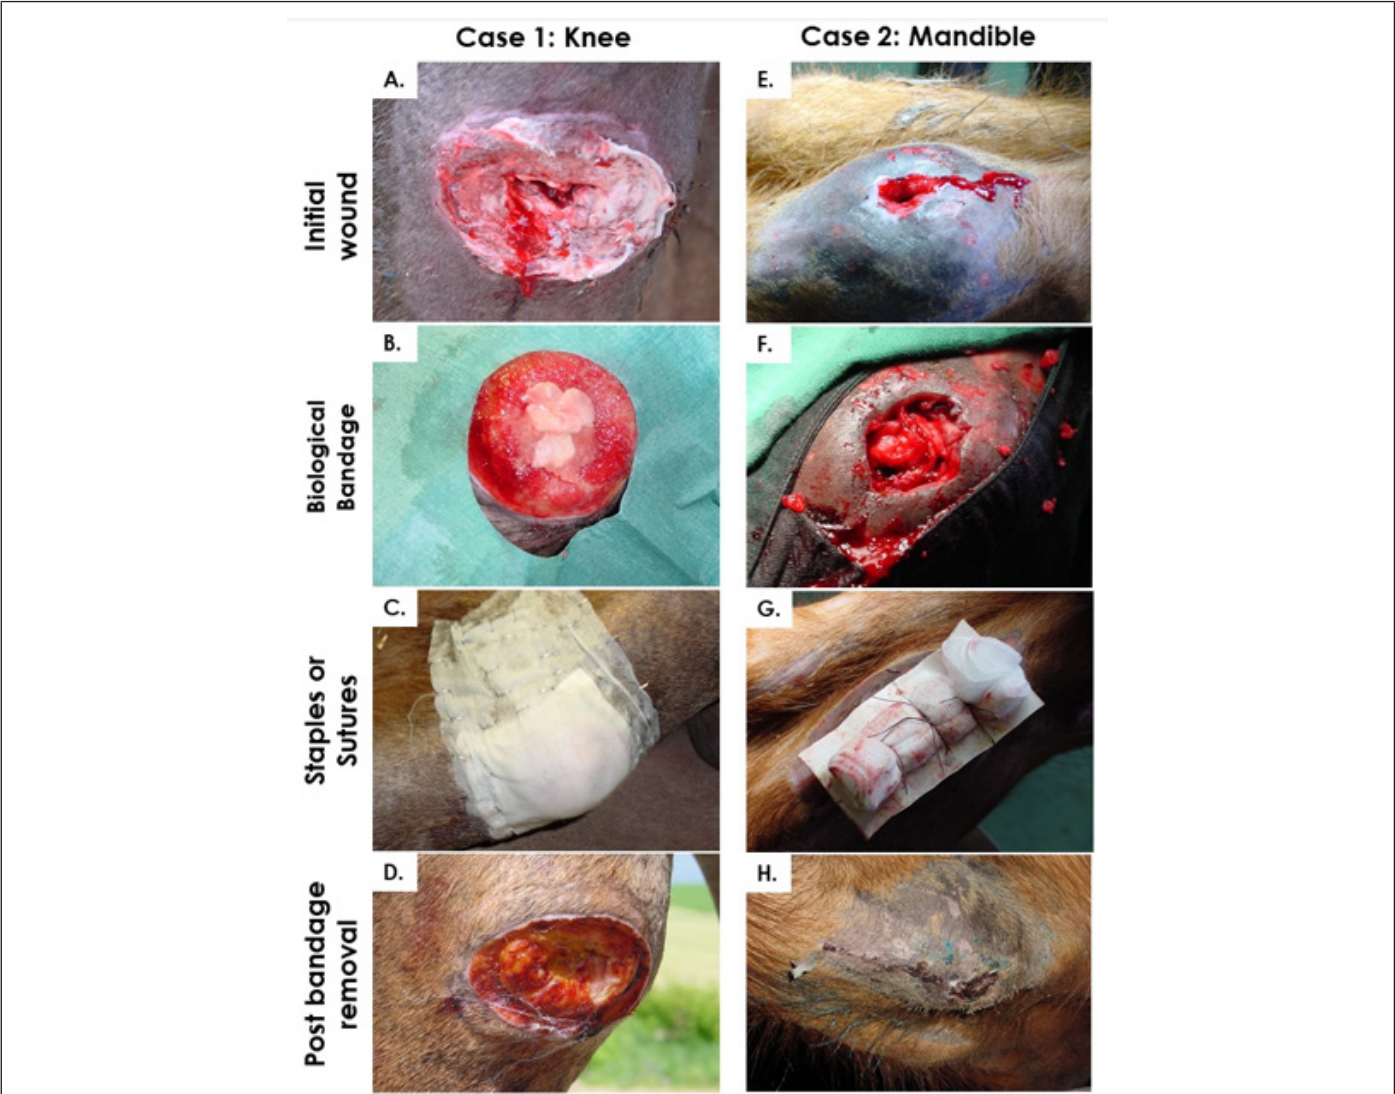 Case 1: Knee
Case 2: Mandible
Initial
wound
A.
E.
Biological
Bandage
B.
F.
Staples or
Sutures
C.
G.
Post bandage
removal
D.
H.